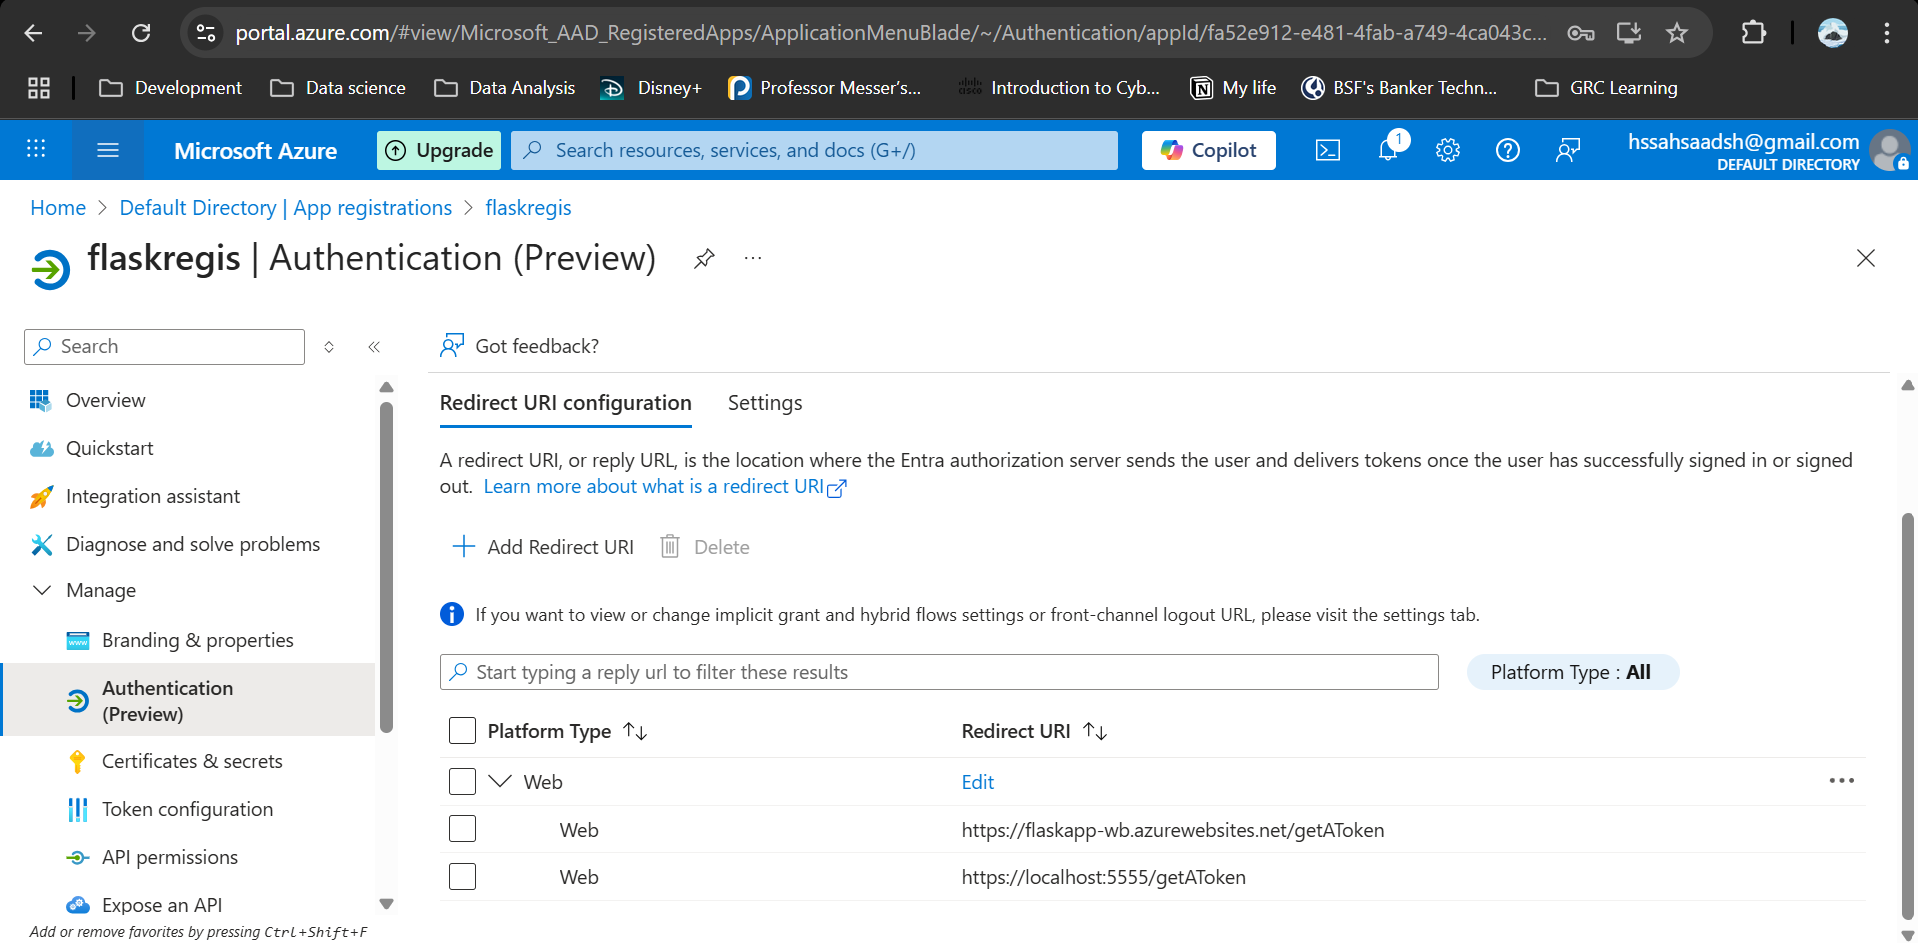 portal.azure.com/#view/Microsoft_AAD_RegisteredApps/ApplicationMenuBlade/~/Authentication/appId/fa52e912-e481-4fab-a749-4ca043c...
Development Data science Data Analysis Disney+ Professor Messer's... Introduction to Cyb... My life BSF's Banker Techn... GRC Learning
Microsoft Azure Upgrade Search resources, services, and docs (G+/) Copilot 1 hssahsaadsh@gmail.com
DEFAULT DIRECTORY
Home > Default Directory | App registrations > flaskregis
flaskregis | Authentication (Preview) ...
Search
Overview
Quickstart
Integration assistant
Diagnose and solve problems
Manage
Branding & properties
Authentication
(Preview)
Certificates & secrets
Token configuration
API permissions
Expose an API
Add or remove favorites by pressing Ctrl+Shift+F
Got feedback?
Redirect URI configuration Settings
A redirect URI, or reply URL, is the location where the Entra authorization server sends the user and delivers tokens once the user has successfully signed in or signed
out. Learn more about what is a redirect URI
Add Redirect URI Delete
If you want to view or change implicit grant and hybrid flows settings or front-channel logout URL, please visit the settings tab.
Start typing a reply url to filter these results Platform Type : All
Platform Type Redirect URI
Web Edit
Web https://flaskapp-wb.azurewebsites.net/getAToken
Web https://localhost:5555/getAToken